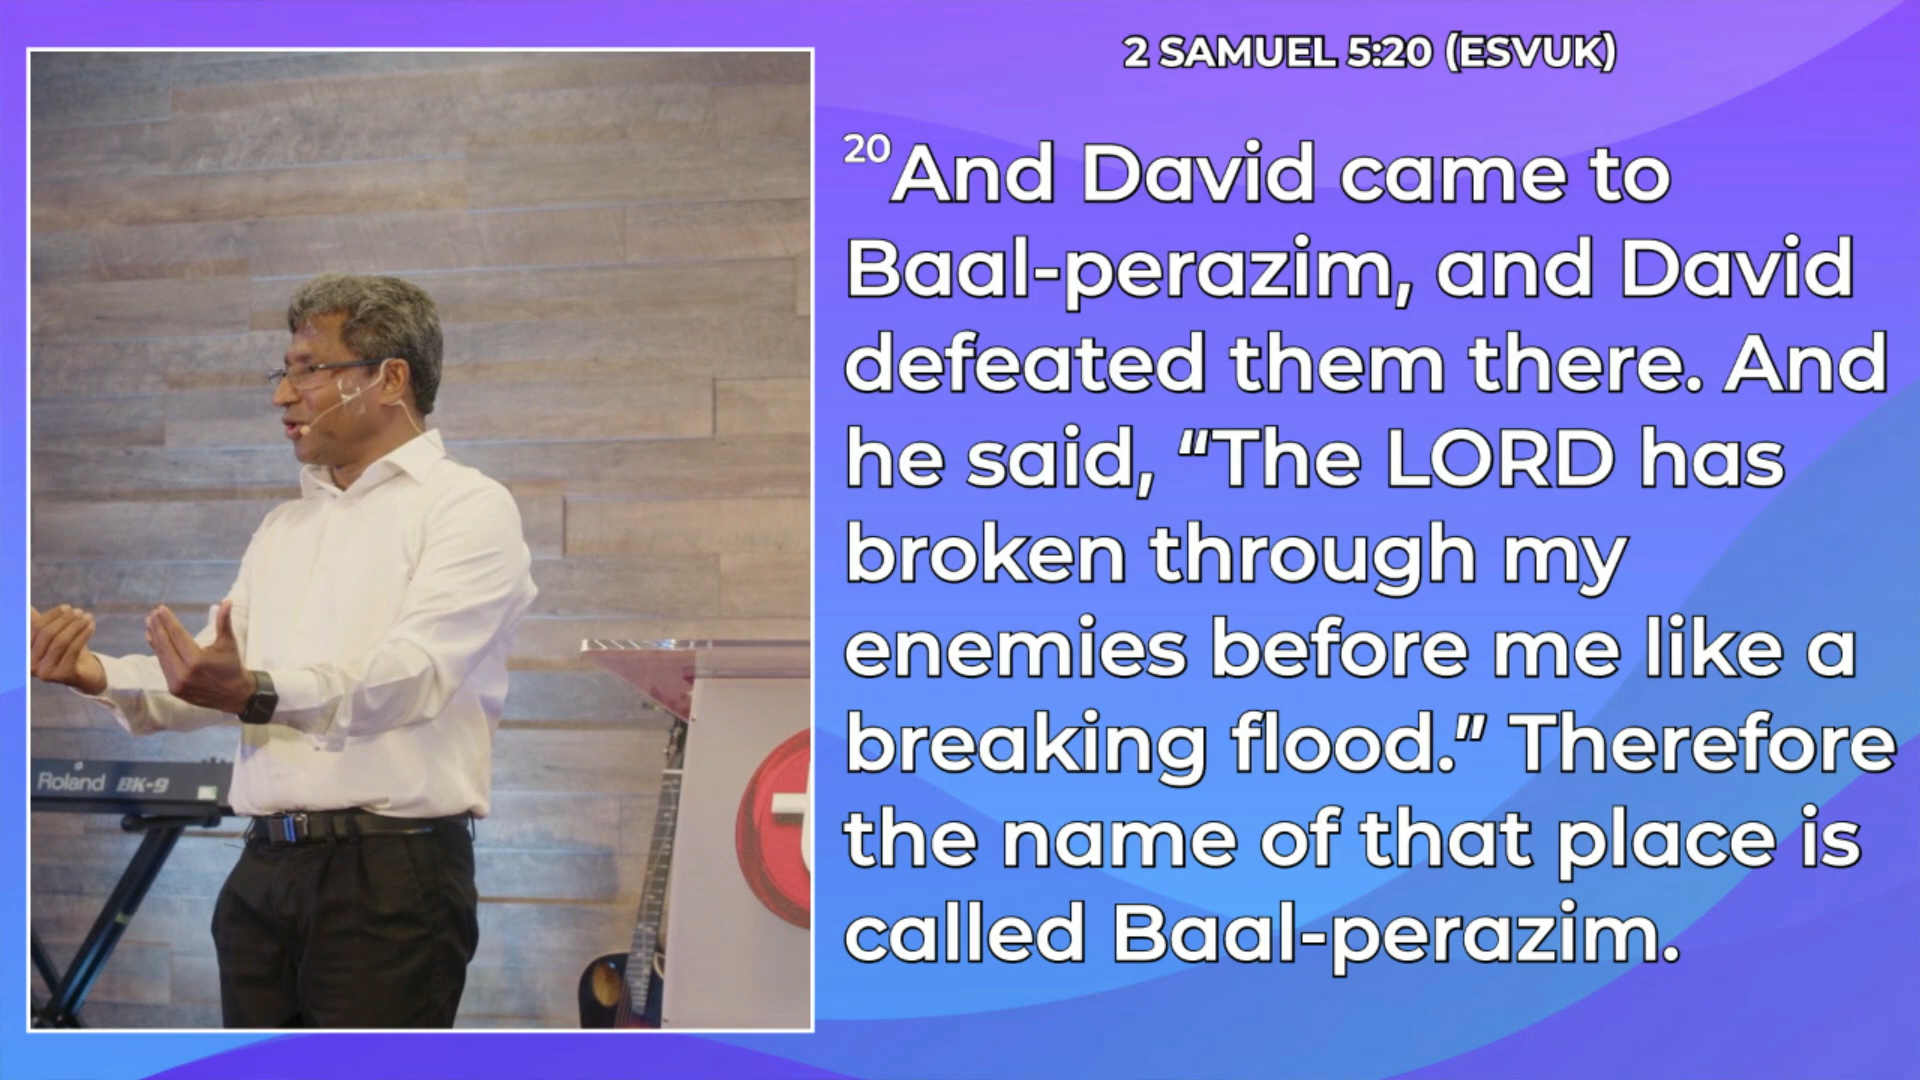 2 SAMUEL 5:20 (ESVUK)
20 And David came to
Baal-perazim, and David
defeated them there. And
he said, “The LORD has
broken through my
enemies before me like a
breaking flood.” Therefore
the name of that place is
called Baal-perazim.
Roland BK-9